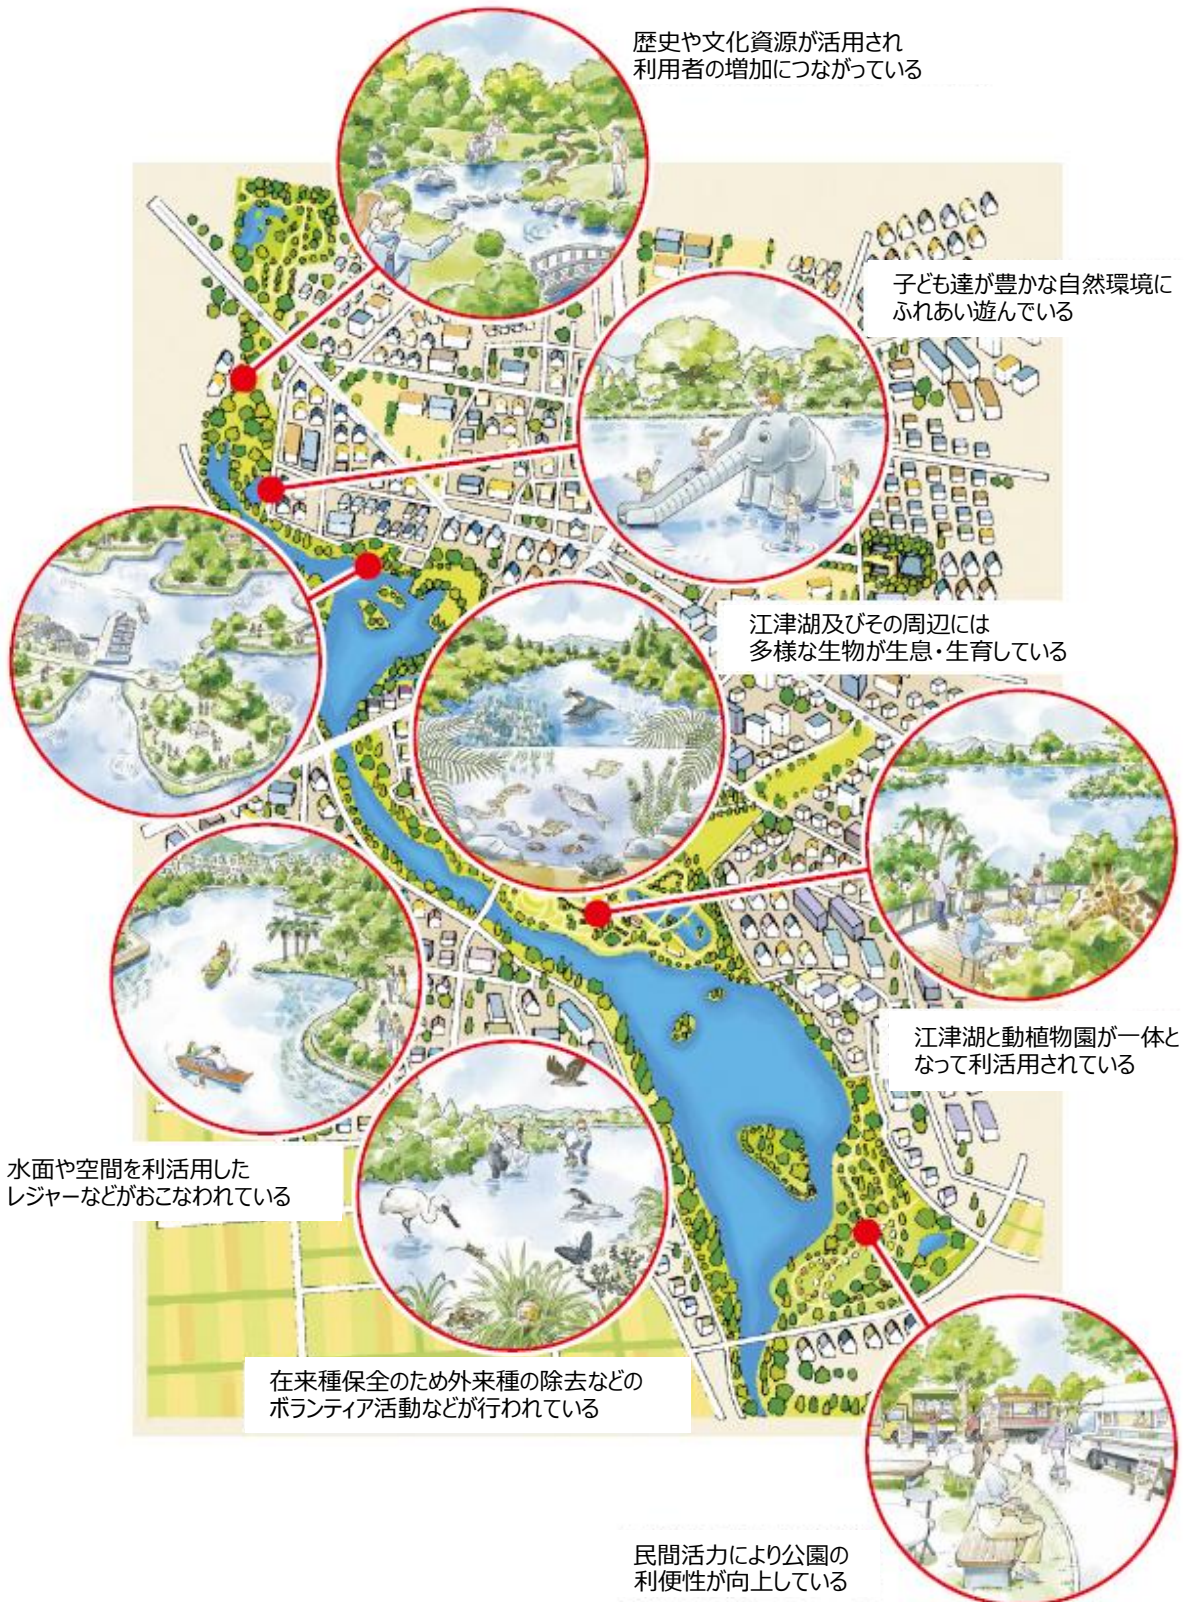 歴史や文化資源が活用され
利用者の増加につながっている
子ども達が豊かな自然環境に
ふれあい遊んでいる
江津湖及びその周辺には
多様な生物が生息・生育している
江津湖と動植物園が一体と
なって利活用されている
水面や空間を利活用した
レジャーなどがおこなわれている
在来種保全のため外来種の除去などの
ボランティア活動などが行われている
民間活力により公園の
利便性が向上している